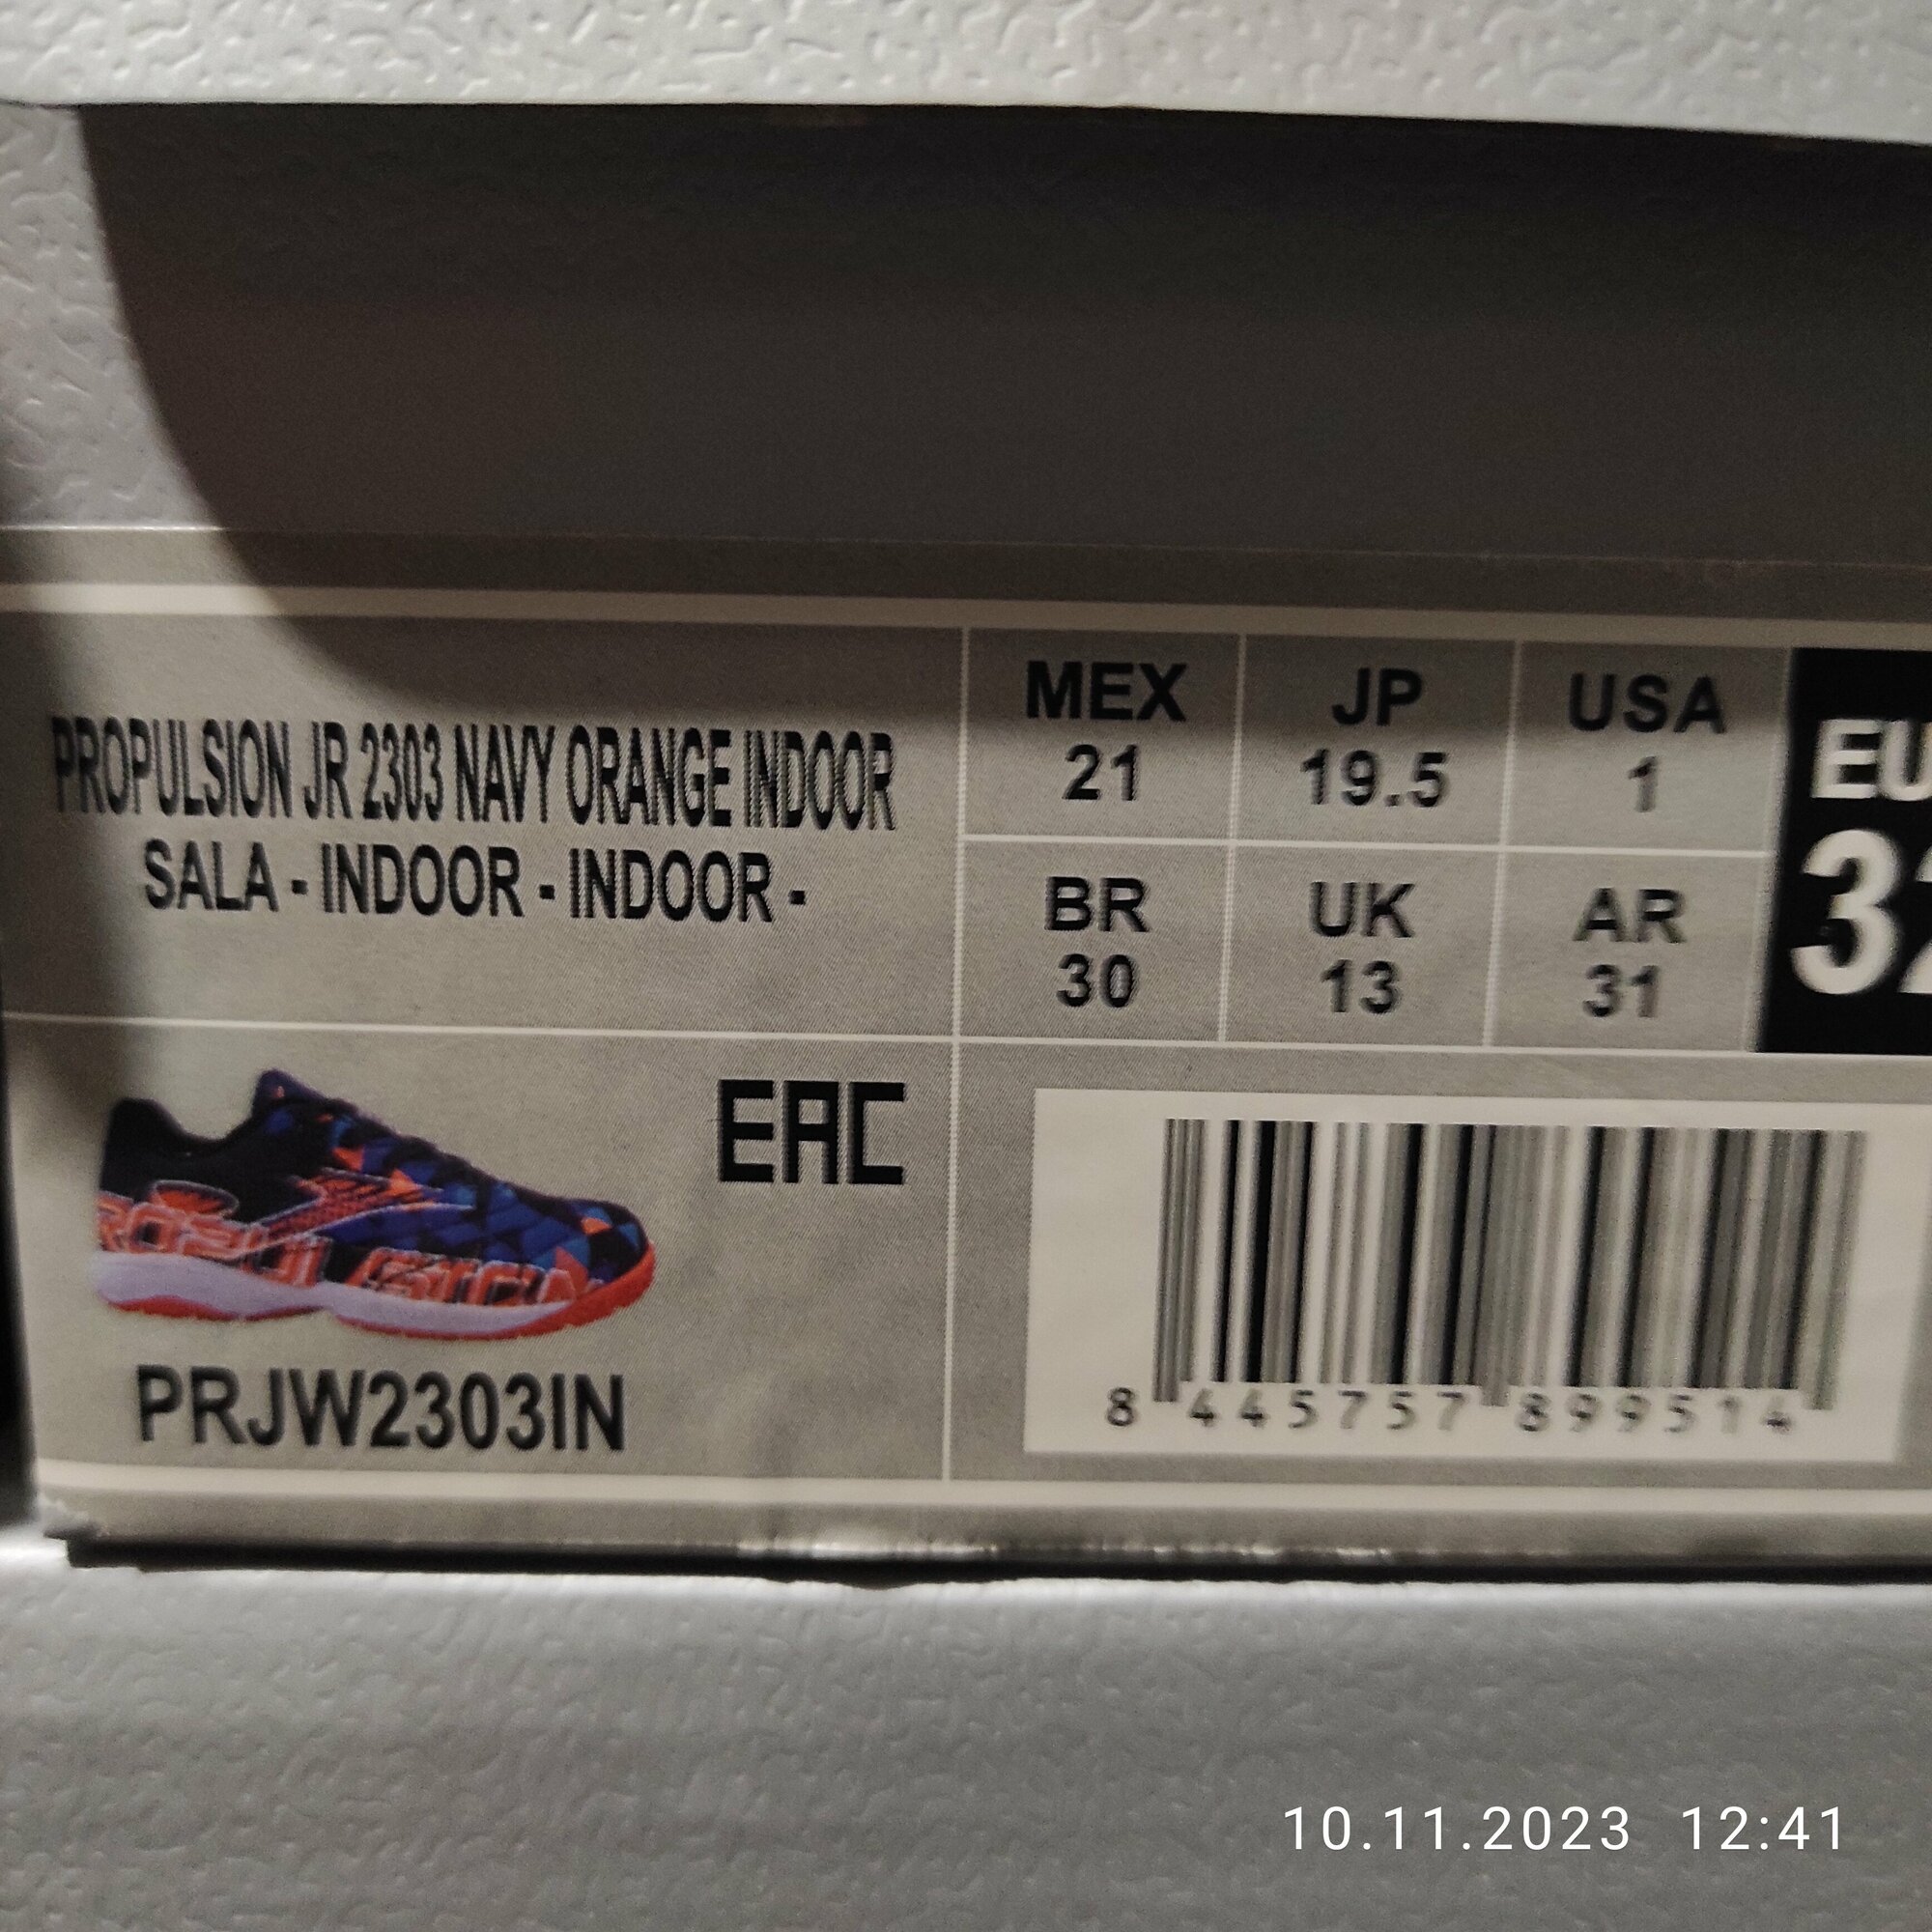 PROPULSION JR 2303 NAVY ORANGE INDOOR
SALA - INDOOR - INDOOR -
MEX JP USA
21 19.5 1
BR UK AR
30 13 31
EAC
PRJW2303IN
8 445757 899514
10.11.2023 12:41